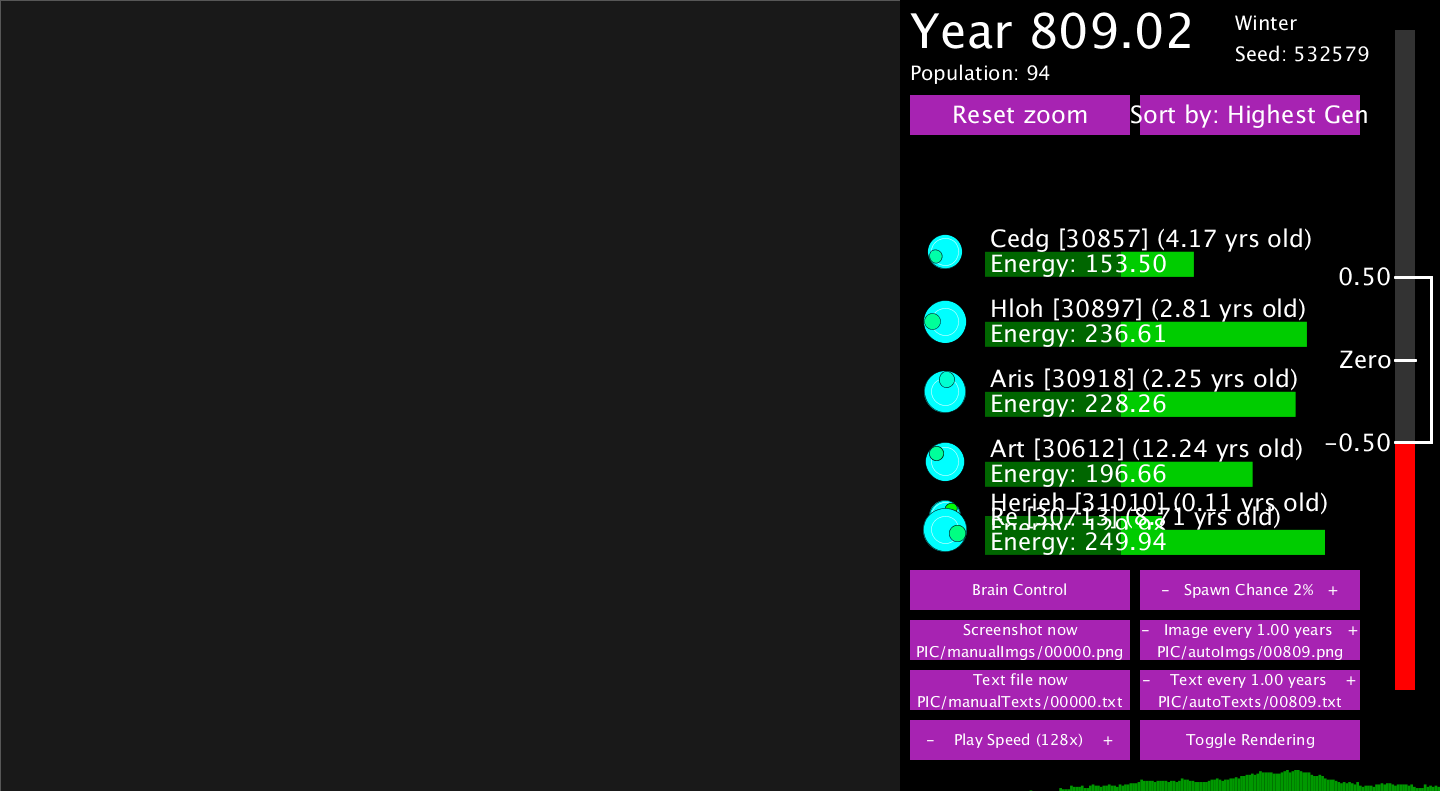 Year 809.02
Winter
Seed: 532579
Population: 94
Reset zoom
Sort by: Highest Gen
Cedg [30857] (4.17 yrs old)
Energy: 153.50
0.50
Hloh [30897] (2.81 yrs old)
Energy: 236.61
Zero
Aris [30918] (2.25 yrs old)
Energy: 228.26
-0.50
Art [30612] (12.24 yrs old)
Energy: 196.66
Herieh [31010] (0.11 yrs old)
Re [30713] (8.71 yrs old)
Energy: 249.94
Brain Control
- Spawn Chance 2% +
Screenshot now
PIC/manualImgs/00000.png
- Image every 1.00 years +
PIC/autoImgs/00809.png
Text file now
PIC/manualTexts/00000.txt
- Text every 1.00 years +
PIC/autoTexts/00809.txt
- Play Speed (128x) +
Toggle Rendering